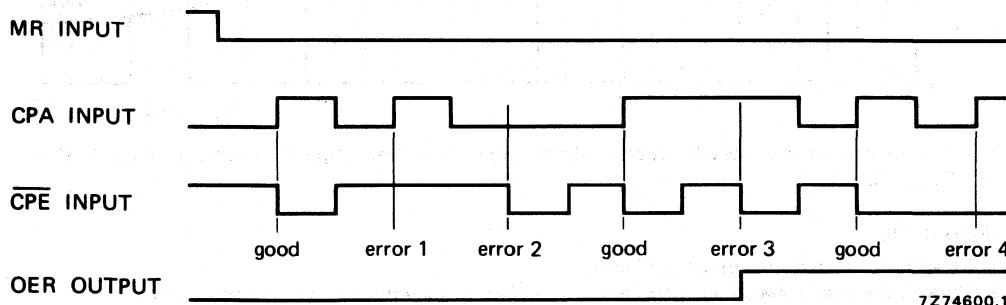 MR INPUT
CPA INPUT
CPE INPUT
good error 1 error 2 good error 3 good error 4
OER OUTPUT
7Z74600.1